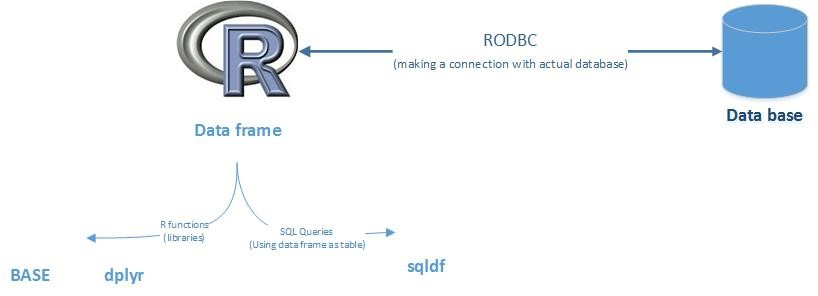 R
RODBC
(making a connection with actual database)
Data base
Data frame
R functions
(libraries)
SQL Queries
(Using data frame as table)
BASE
dplyr
sqldf